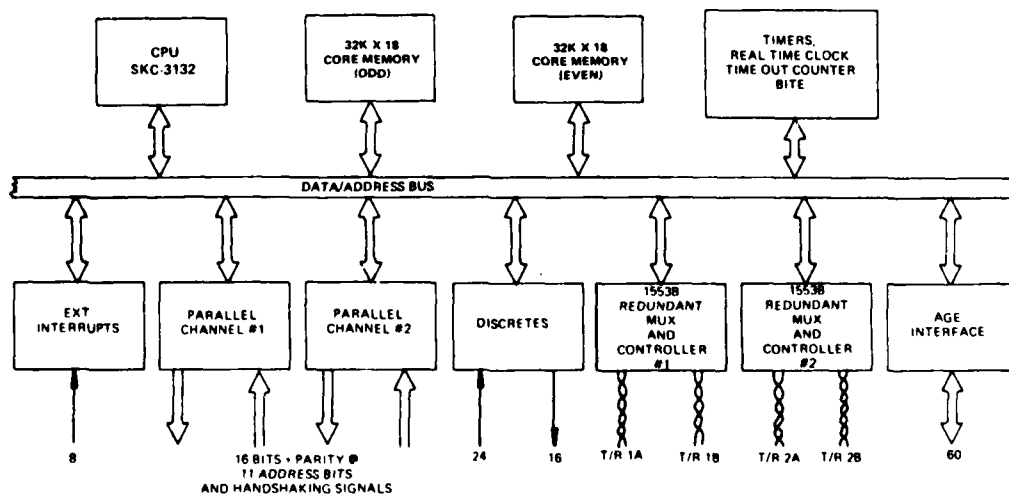 CPU
SKC-3132
32K X 18
CORE MEMORY
(ODD)
32K X 18
CORE MEMORY
(EVEN)
TIMERS,
REAL TIME CLOCK
TIME OUT COUNTER
BITE
DATA/ADDRESS BUS
EXT
INTERRUPTS
PARALLEL
CHANNEL #1
PARALLEL
CHANNEL #2
DISCRETES
1553B
REDUNDANT
MUX
AND
CONTROLLER
#1
1553B
REDUNDANT
MUX
AND
CONTROLLER
#2
AGE
INTERFACE
8
16 BITS + PARITY @
11 ADDRESS BITS
AND HANDSHAKING SIGNALS
24
16
T/R 1A
T/R 1B
T/R 2A
T/R 2B
60